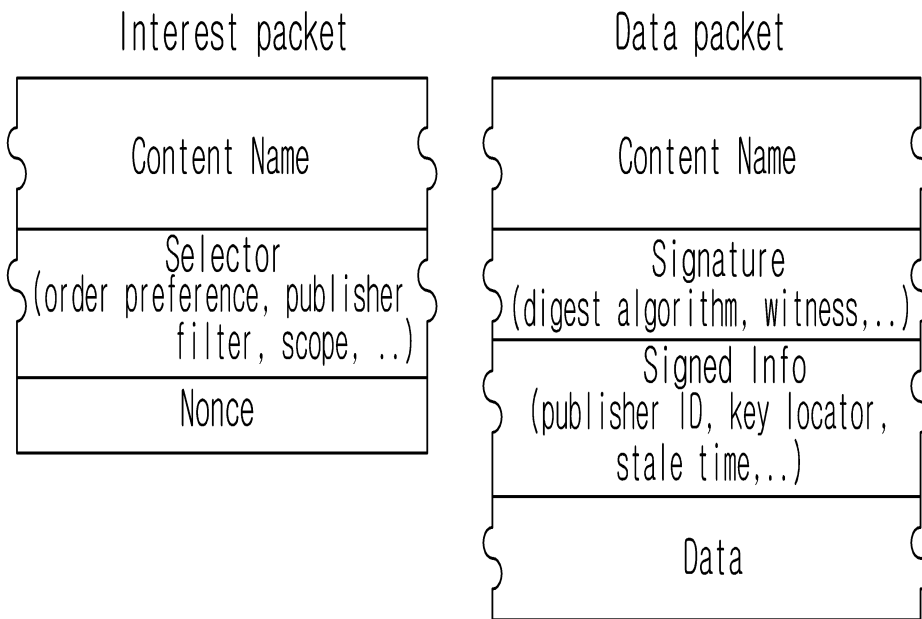 Interest packet
Content Name
Selector
(order preference, publisher
filter, scope, ..)
Nonce
Data packet
Content Name
Signature
(digest algorithm, witness,..)
Signed Info
(publisher ID, key locator,
stale time,..)
Data